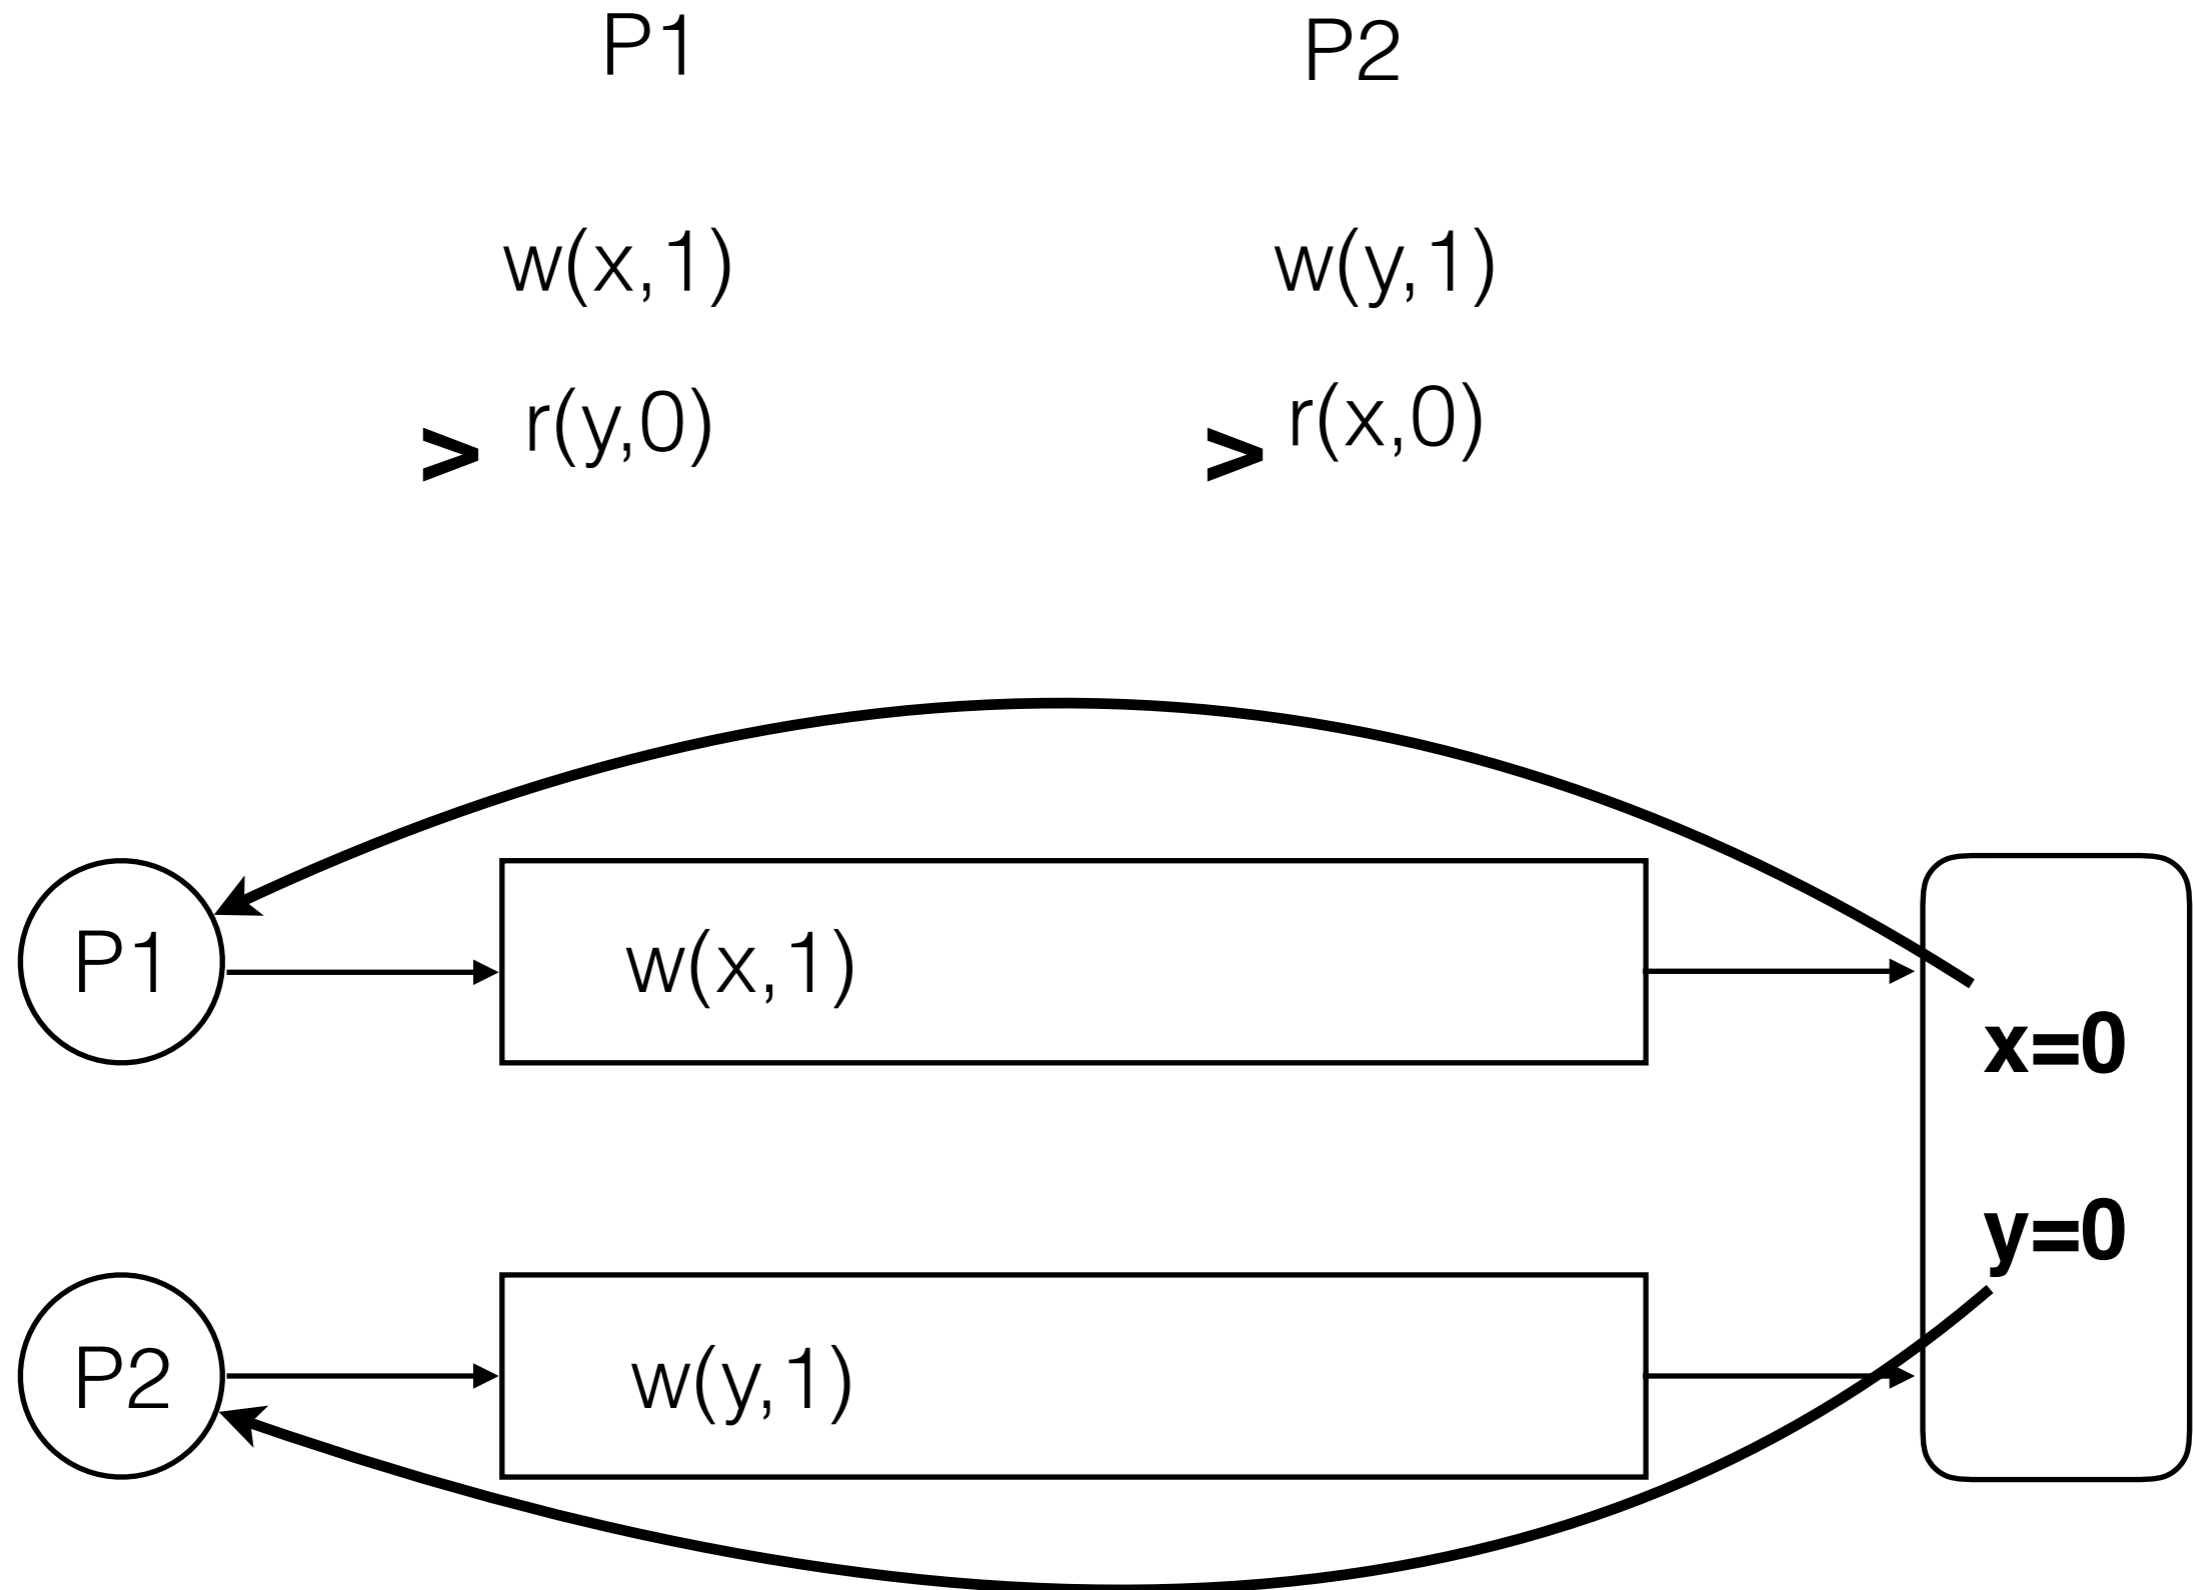 P1 P2
w(x,1) w(y,1)
> r(y,0) > r(x,0)
P1 w(x,1)
x=0
y=0
P2 w(y,1)